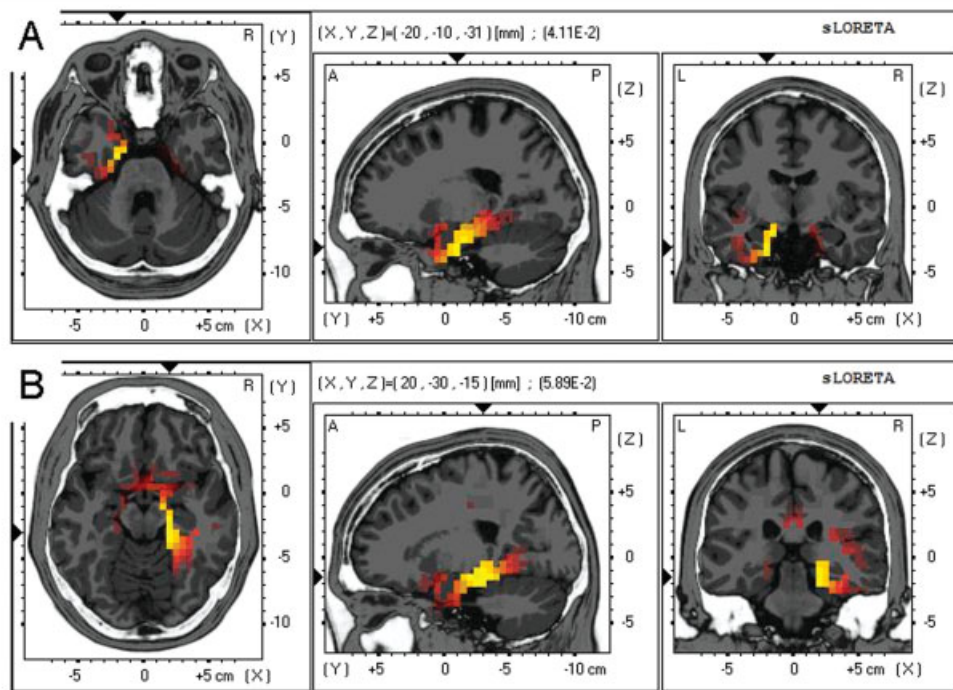 A
(X, Y, Z)=( -20 , -10 , -31 ) [mm] ; (4.11E-2)
sLORETA
R
(Y)
+5
0
-5
-10
-5
0
+5 cm
(X)
A
P
(Z)
+5
0
-5
(Y)
+5
0
-5
-10 cm
L
R
(Z)
+5
0
-5
-5
0
+5 cm
(X)
B
(X, Y, Z)=( 20 , -30 , -15 ) [mm] ; (5.89E-2)
sLORETA
R
(Y)
+5
0
-5
-10
-5
0
+5 cm
(X)
A
P
(Z)
+5
0
-5
(Y)
+5
0
-5
-10 cm
L
R
(Z)
+5
0
-5
-5
0
+5 cm
(X)